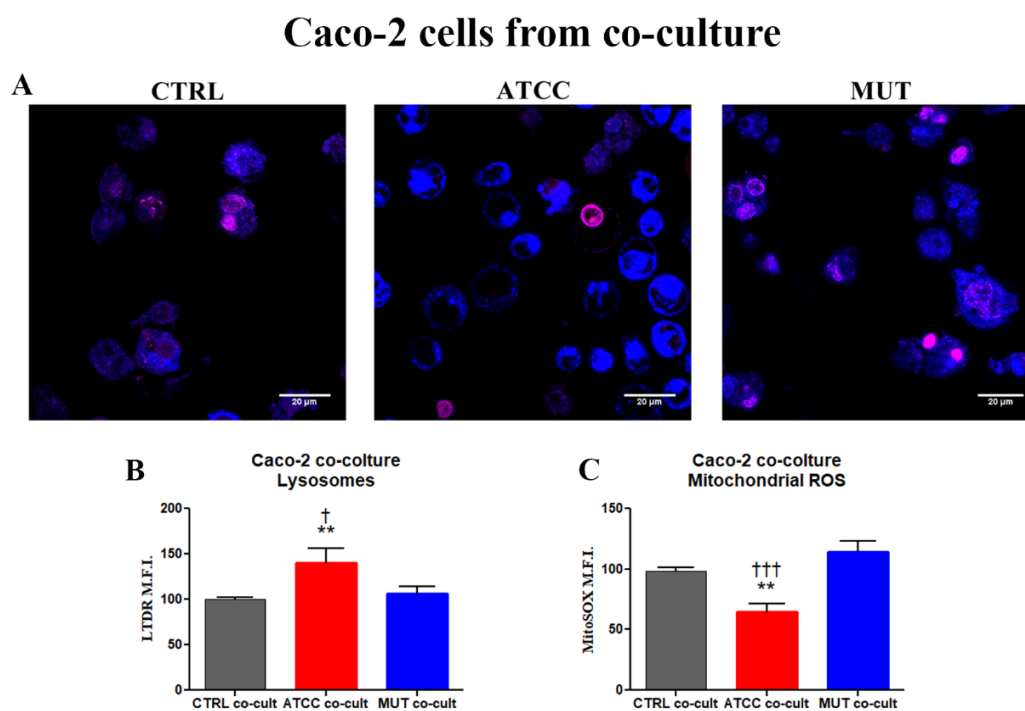 Caco-2 cells from co-culture
A
CTRL
ATCC
MUT
20 µm
20 µm
20 µm
B
Caco-2 co-colture
Lysosomes
LTDR M.F.I.
200
150
100
50
0
†
**
CTRL co-cult
ATCC co-cult
MUT co-cult
C
Caco-2 co-colture
Mitochondrial ROS
MitoSOX M.F.I.
150
100
50
0
†††
**
CTRL co-cult
ATCC co-cult
MUT co-cult